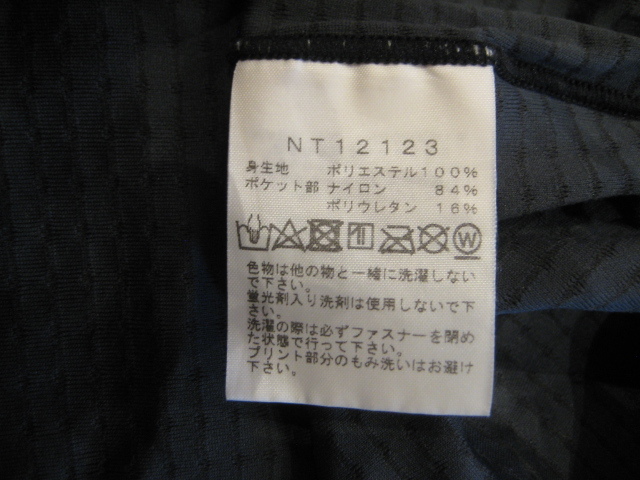 NT12123
身生地 ポリエステル100%
ポケット部 ナイロン 84%
ポリウレタン 16%
W
色物は他の物と一緒に洗濯しない
で下さい。
蛍光剤入り洗剤は使用しないで下
さい。
洗濯の際は必ずファスナーを閉め
た状態で行って下さい。
プリント部分のもみ洗いはお避け
下さい。